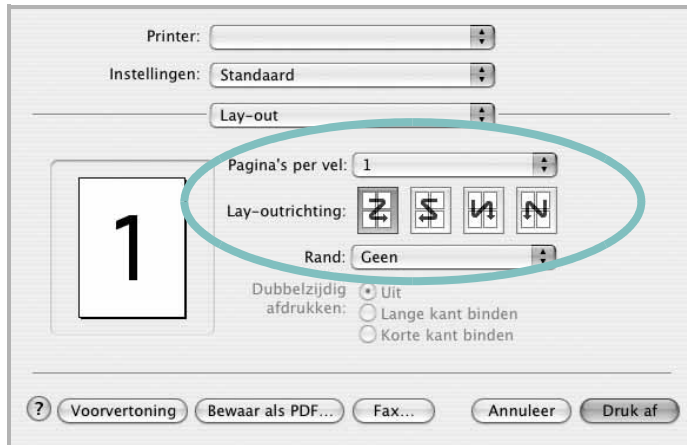 Printer:
Instellingen: Standaard
Lay-out
Pagina's per vel: 1
Lay-outrichting:
Rand: Geen
1
Dubbelzijdig afdrukken: Uit
Lange kant binden
Korte kant binden
? Voorvertoning Bewaar als PDF... Fax... Annuleer Druk af